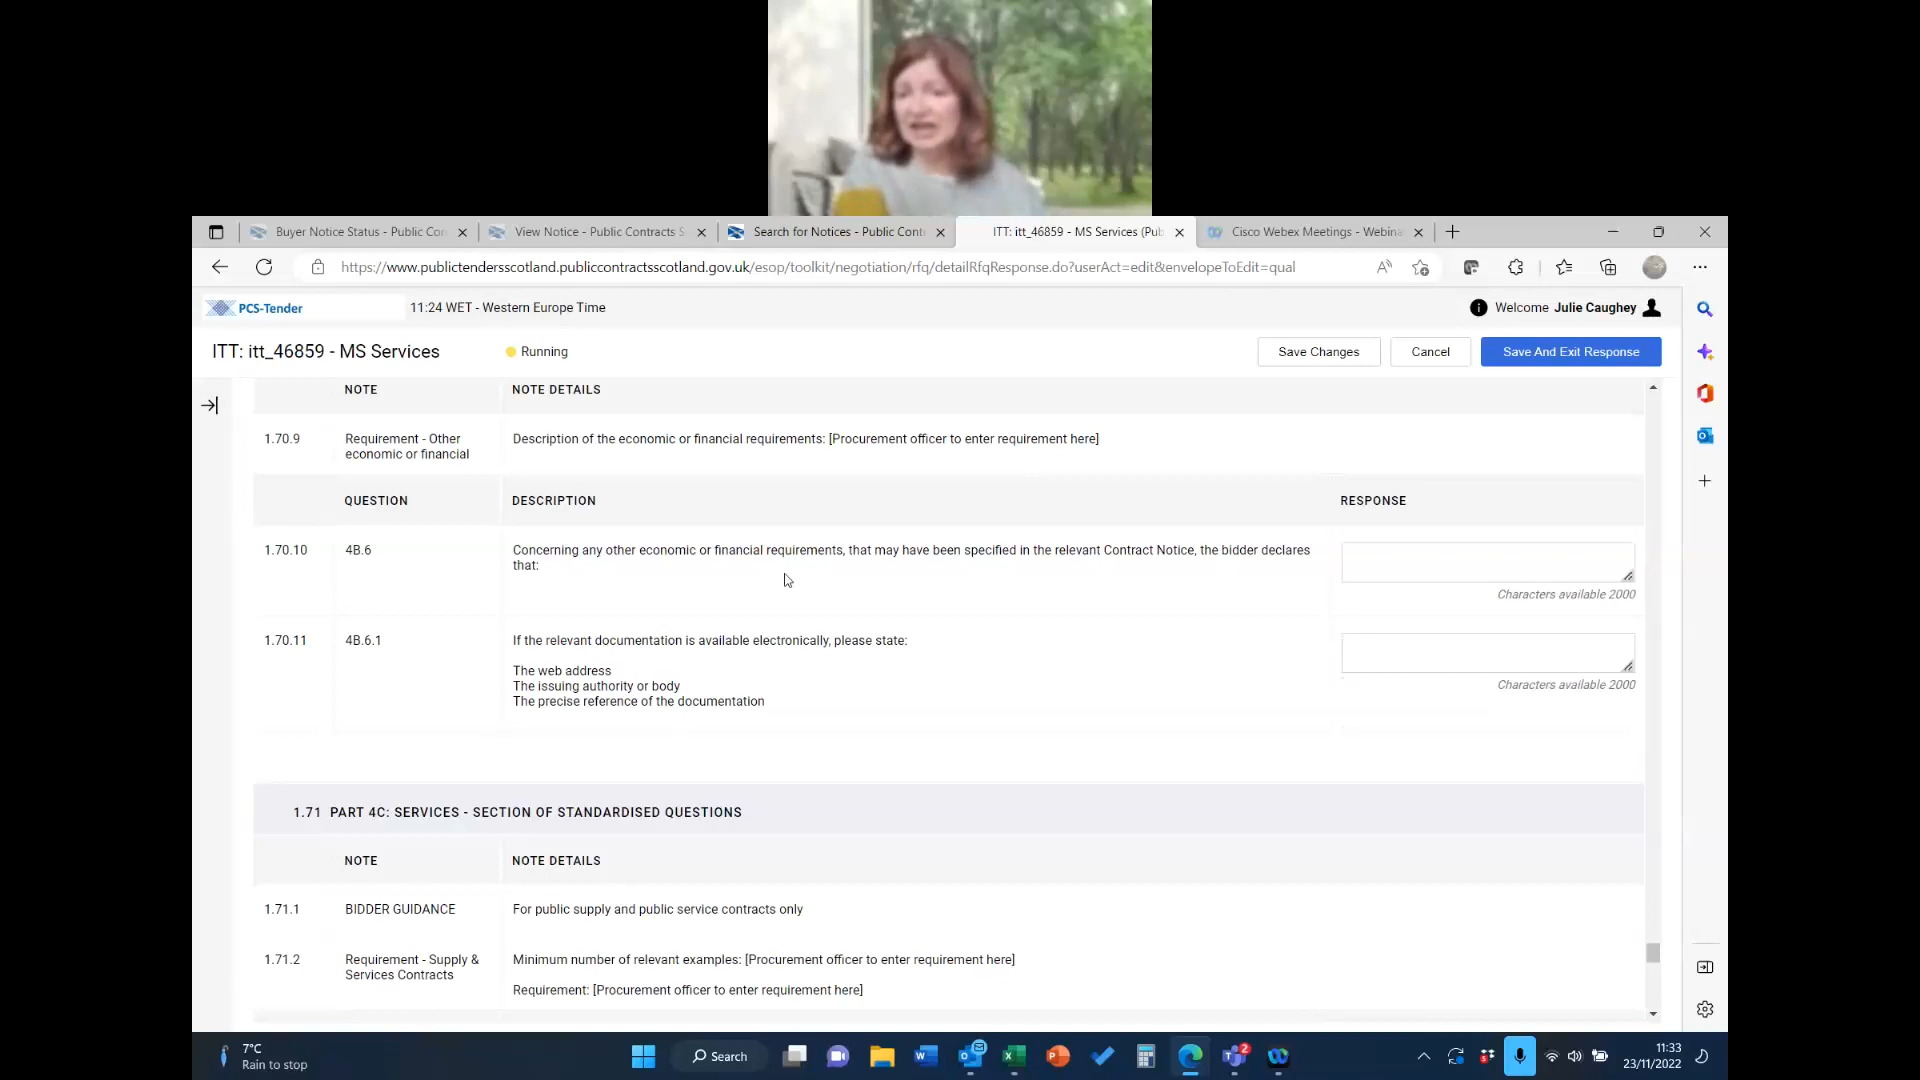 Buyer Notice Status - Public Con
View Notice - Public Contracts S
Search for Notices - Public Contr
ITT: itt_46859 - MS Services (Pub
Cisco Webex Meetings - Webina
https://www.publictendersscotland.publiccontractsscotland.gov.uk/esop/toolkit/negotiation/rfq/detailRfqResponse.do?userAct=edit&envelopeToEdit=qual
PCS-Tender
11:24 WET - Western Europe Time
Welcome Julie Caughey
ITT: itt_46859 - MS Services
Running
Save Changes
Cancel
Save And Exit Response
NOTE NOTE DETAILS
1.70.9 Requirement - Other economic or financial
Description of the economic or financial requirements: [Procurement officer to enter requirement here]
QUESTION DESCRIPTION RESPONSE
1.70.10 4B.6 Concerning any other economic or financial requirements, that may have been specified in the relevant Contract Notice, the bidder declares
that:
Characters available 2000
1.70.11 4B.6.1 If the relevant documentation is available electronically, please state:
The web address
The issuing authority or body
The precise reference of the documentation
Characters available 2000
1.71 PART 4C: SERVICES - SECTION OF STANDARDISED QUESTIONS
NOTE NOTE DETAILS
1.71.1 BIDDER GUIDANCE For public supply and public service contracts only
1.71.2 Requirement - Supply & Services Contracts
Minimum number of relevant examples: [Procurement officer to enter requirement here]
Requirement: [Procurement officer to enter requirement here]
7°C
Rain to stop
Search
2
11:33
23/11/2022